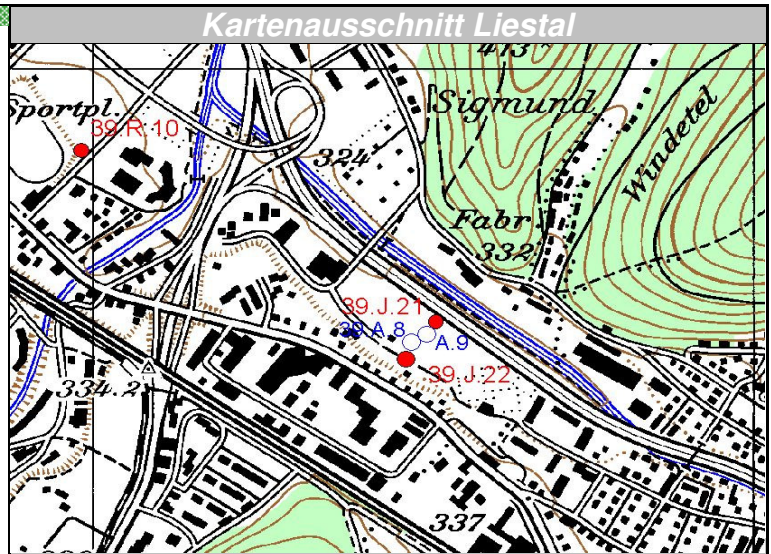 Kartenausschnitt Liestal
Sportpl.
39.R.10
324
Sigmund
Windetel
Fabr.
332
39.J.21
39.A.8
A.9
39.J.22
334.2
337